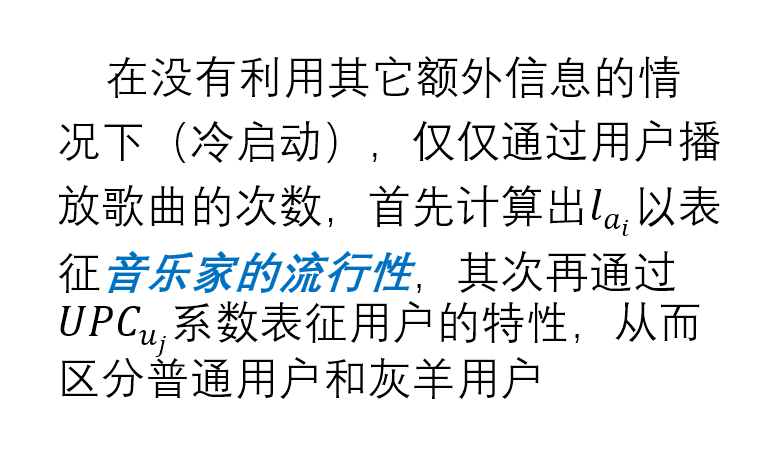 在没有利用其它额外信息的情
况下（冷启动），仅仅通过用户播
放歌曲的次数，首先计算出$l_{a_i}$以表
征音乐家的流行性，其次再通过
$UPC_{u_j}$系数表征用户的特性，从而
区分普通用户和灰羊用户